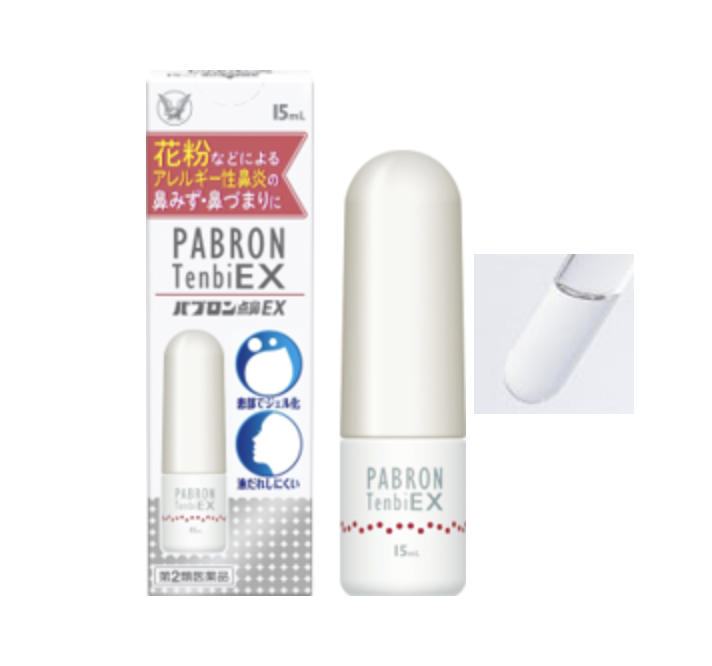 15mL
花粉などによる
アレルギー性鼻炎の
鼻みず・鼻づまりに
PABRON
TenbiEX
パブロン点鼻EX
患部でジェル化
液だれしにくい
PABRON
TenbiEX
15mL
第2類医薬品
PABRON
TenbiEX
15mL